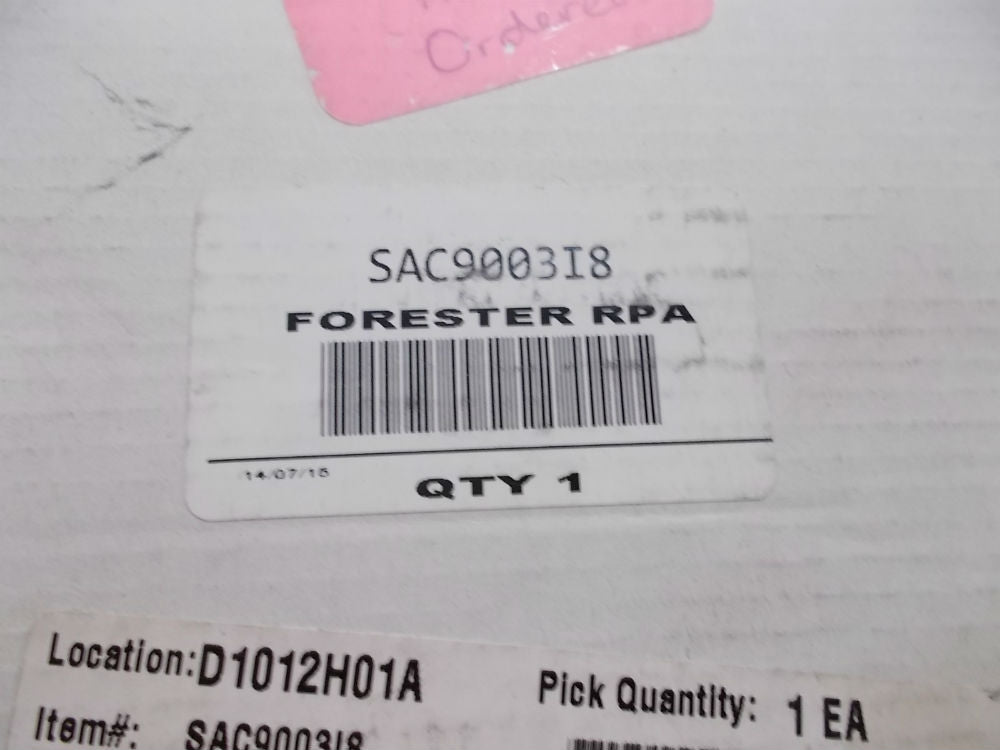 Ordered
SAC9003I8
FORESTER RPA
14/07/15
QTY 1
Location:D1012H01A
Pick Quantity: 1 EA
Item#: SAC9003I8